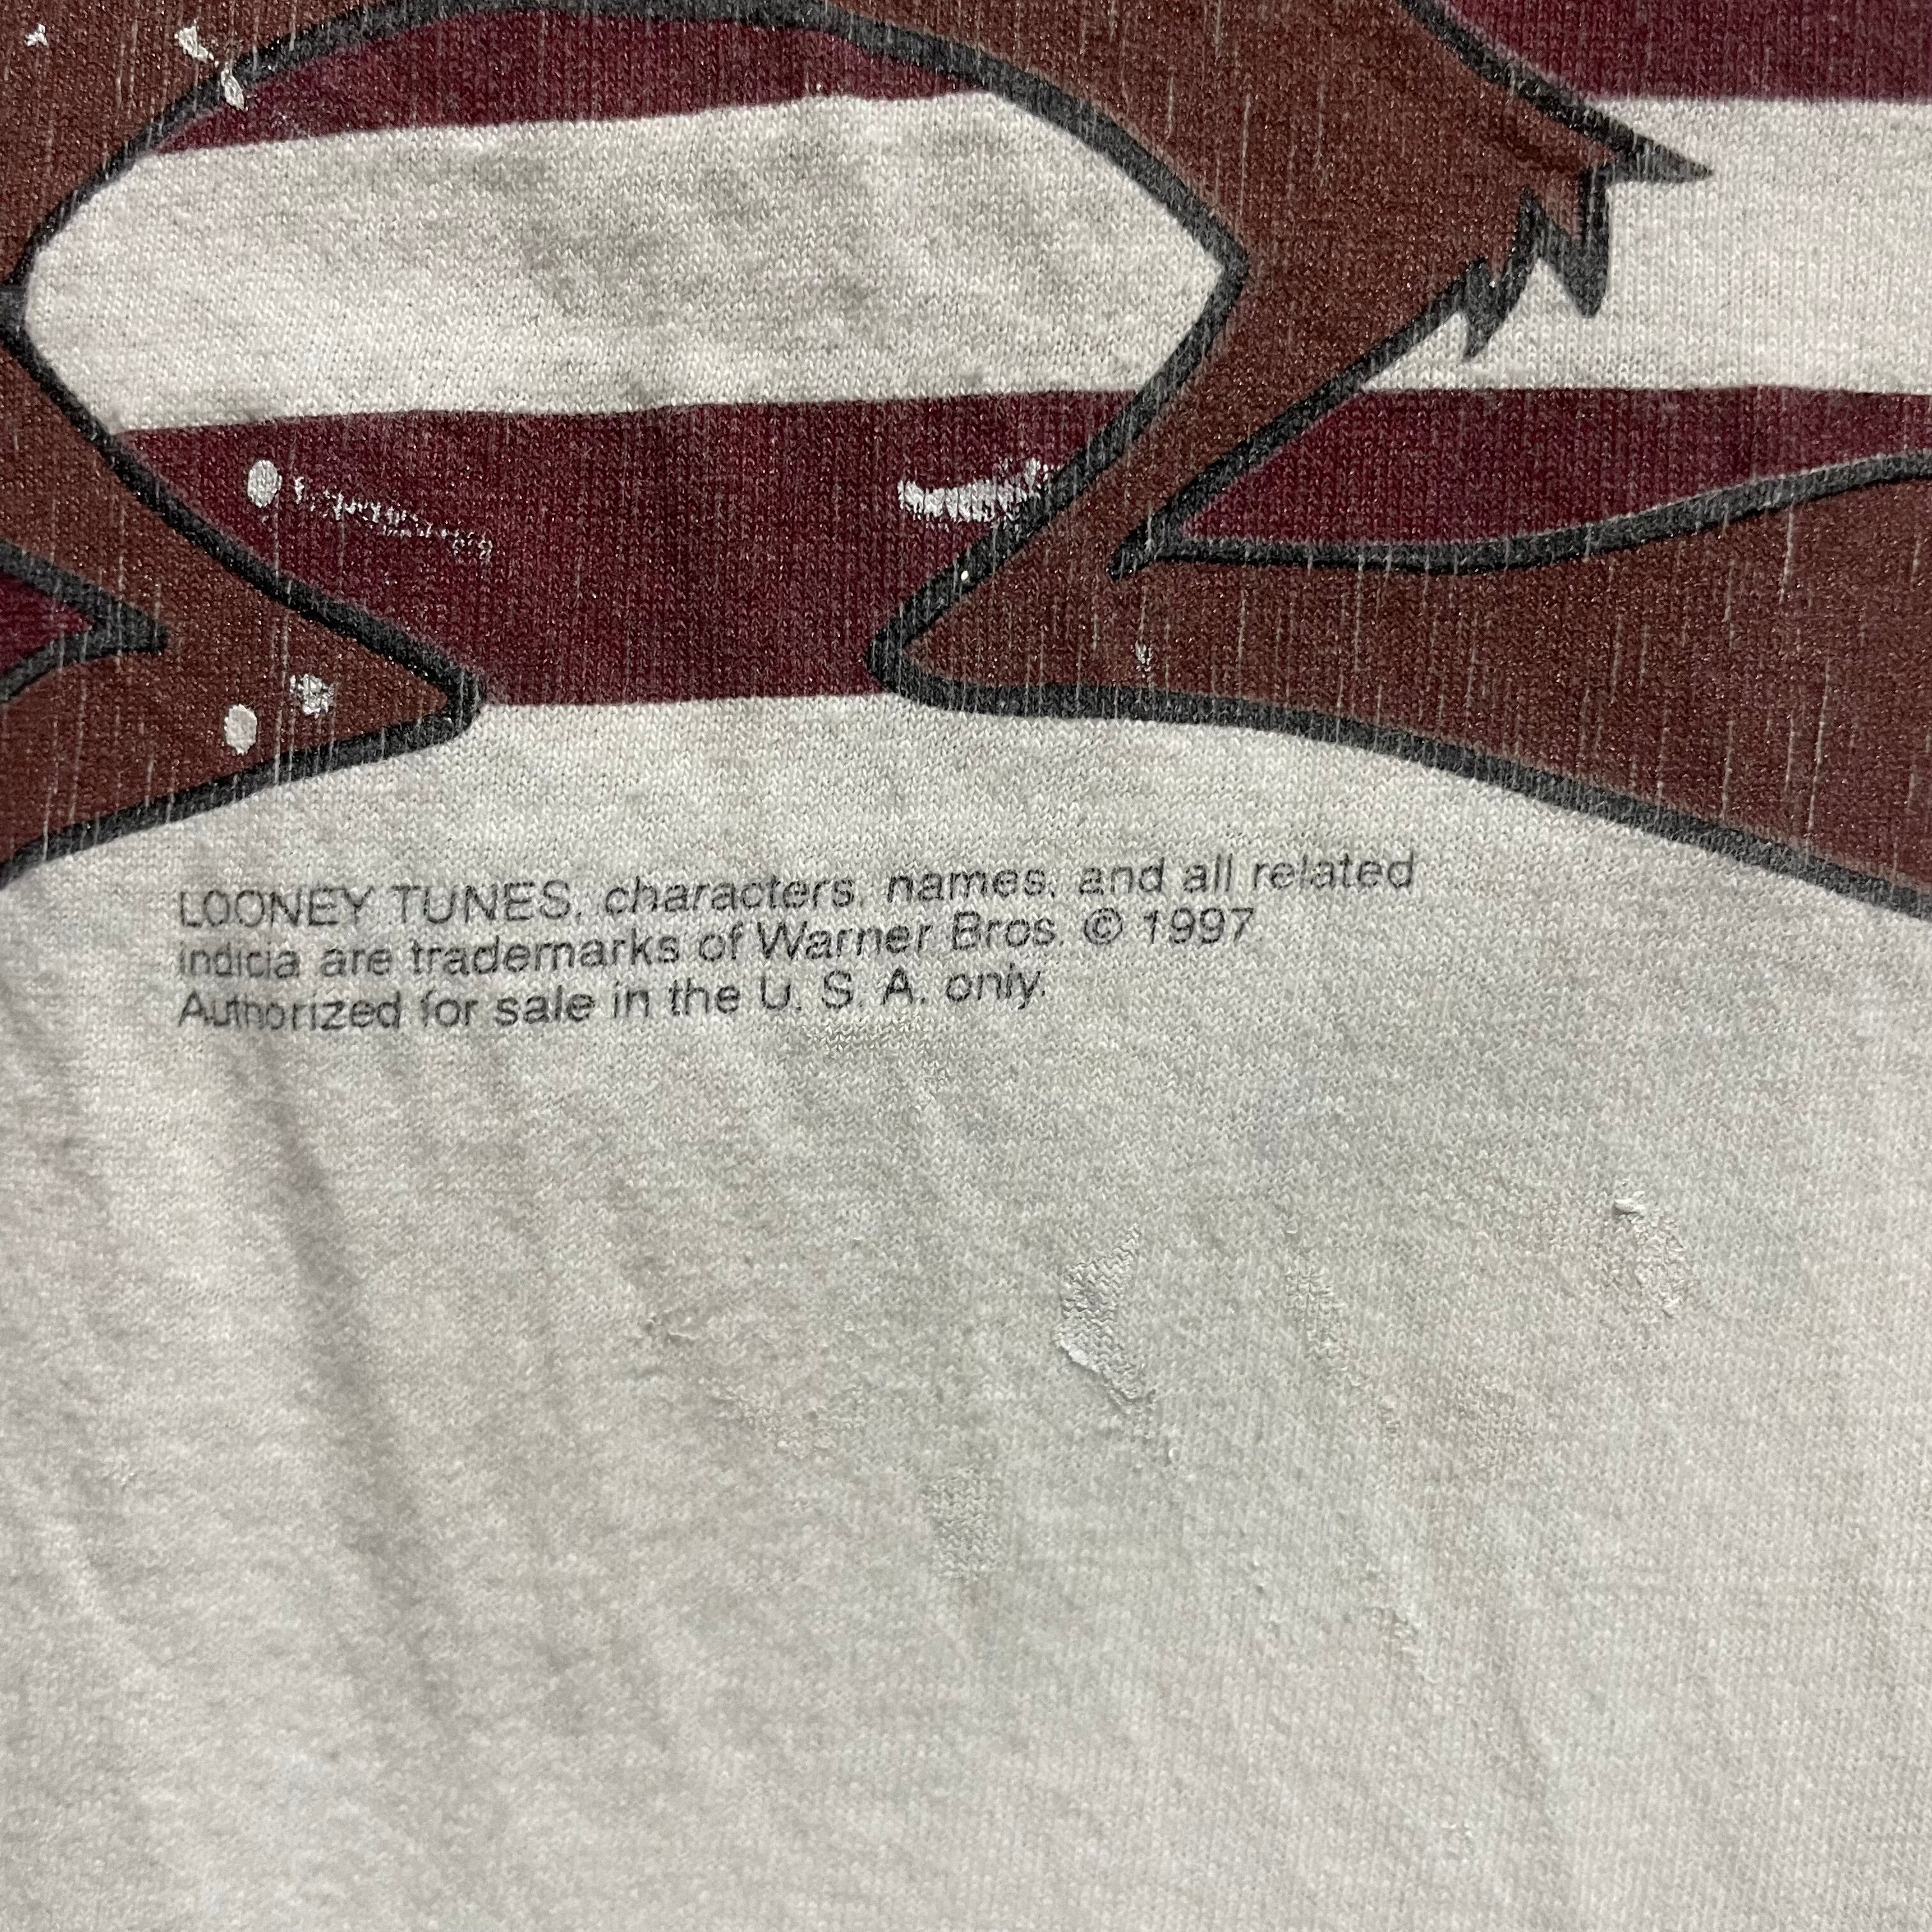 LOONEY TUNES, characters, names, and all related
indicia are trademarks of Warner Bros. © 1997
Authorized for sale in the U. S. A. only.